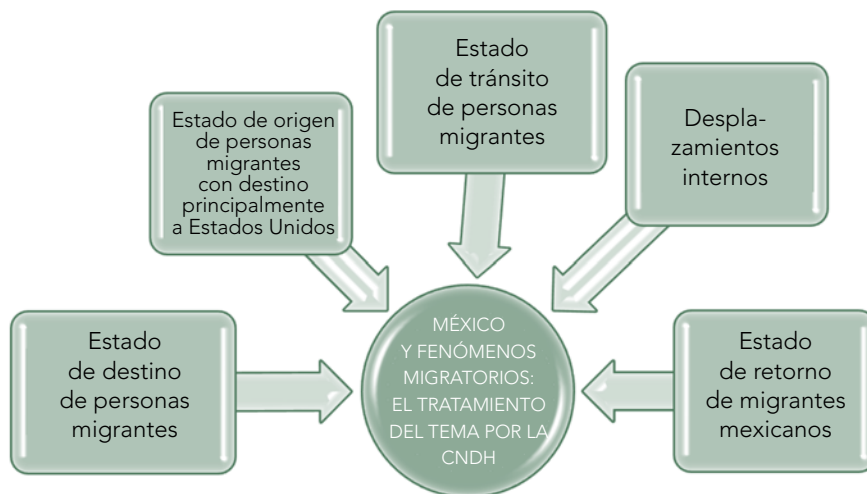 Estado
de destino
de personas
migrantes
Estado de origen
de personas
migrantes
con destino
principalmente
a Estados Unidos
Estado
de tránsito
de personas
migrantes
Despla-
zamientos
internos
Estado
de retorno
de migrantes
mexicanos
MÉXICO
Y FENÓMENOS
MIGRATORIOS:
EL TRATAMIENTO
DEL TEMA POR LA
CNDH